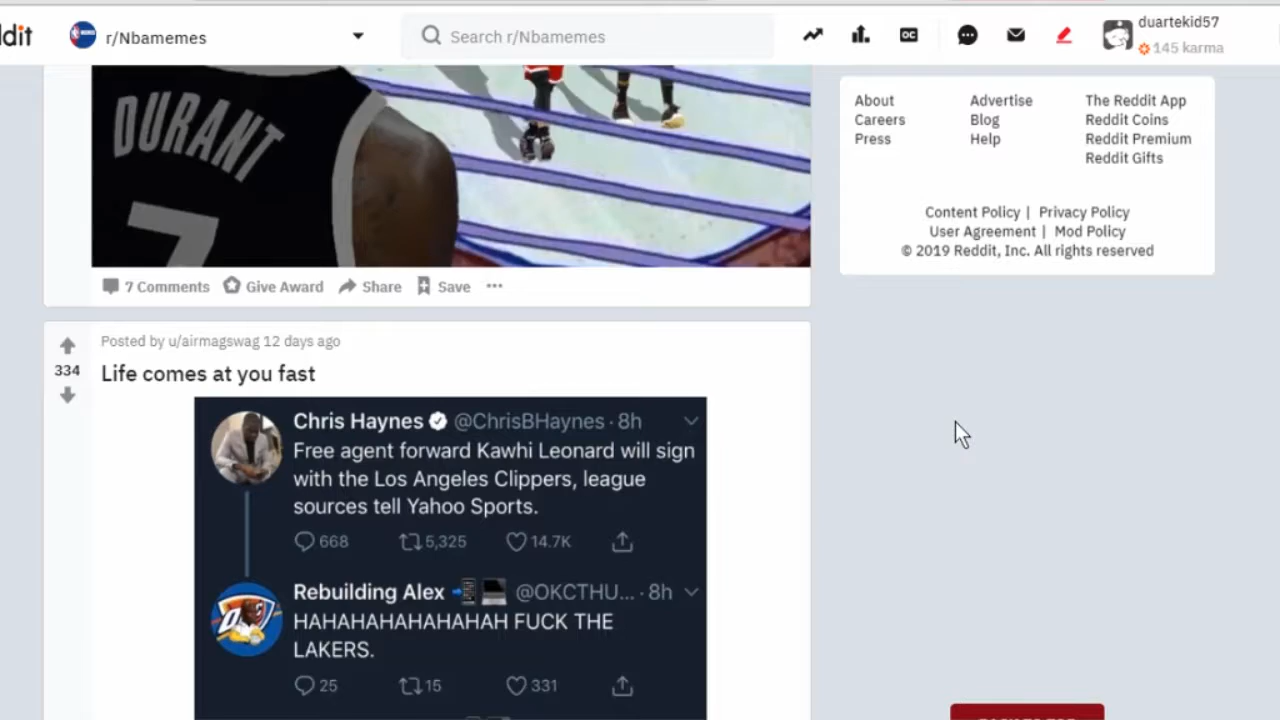 dit
r/Nbamemes
Search r/Nbamemes
OC
duartekid57
145 karma
DURANT
7
7 Comments
Give Award
Share
Save
About
Advertise
The Reddit App
Careers
Blog
Reddit Coins
Press
Help
Reddit Premium
Reddit Gifts
Content Policy | Privacy Policy
User Agreement | Mod Policy
© 2019 Reddit, Inc. All rights reserved
Posted by u/airmagswag 12 days ago
334
Life comes at you fast
Chris Haynes @ChrisBHaynes · 8h
Free agent forward Kawhi Leonard will sign
with the Los Angeles Clippers, league
sources tell Yahoo Sports.
668 5,325 14.7K
Rebuilding Alex @OKCTHU... · 8h
HAHAHAHAHAHAHAH FUCK THE
LAKERS.
25 15 331